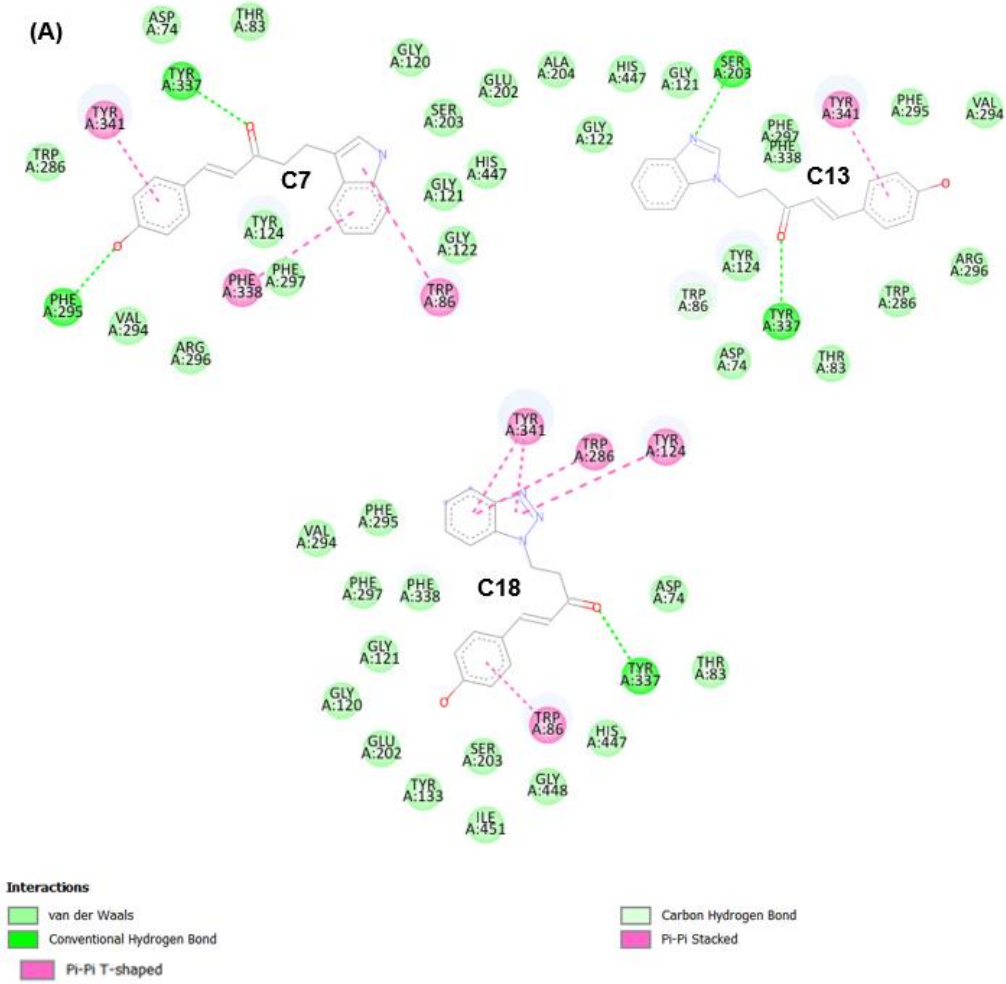 (A)
ASP
A:74
THR
A:83
TYR
A:337
GLY
A:120
TYR
A:341
GLU
A:202
SER
A:203
TRP
A:286
C7
HIS
A:447
GLY
A:121
TYR
A:124
GLY
A:122
PHE
A:338
PHE
A:297
TRP
A:86
PHE
A:295
VAL
A:294
ARG
A:296
N
O
O
ALA
A:204
HIS
A:447
GLY
A:121
SER
A:203
TYR
A:341
PHE
A:295
VAL
A:294
GLY
A:122
PHE
A:297
PHE
A:338
C13
TYR
A:124
TRP
A:86
ARG
A:296
TRP
A:286
TYR
A:337
ASP
A:74
THR
A:83
N
N
O
O
TYR
A:341
TRP
A:286
TYR
A:124
PHE
A:295
VAL
A:294
PHE
A:297
PHE
A:338
C18
ASP
A:74
GLY
A:121
TYR
A:337
THR
A:83
GLY
A:120
TRP
A:86
HIS
A:447
GLU
A:202
SER
A:203
TYR
A:133
GLY
A:448
ILE
A:451
N
N
N
O
O
Interactions
van der Waals
Conventional Hydrogen Bond
Pi-Pi T-shaped
Carbon Hydrogen Bond
Pi-Pi Stacked